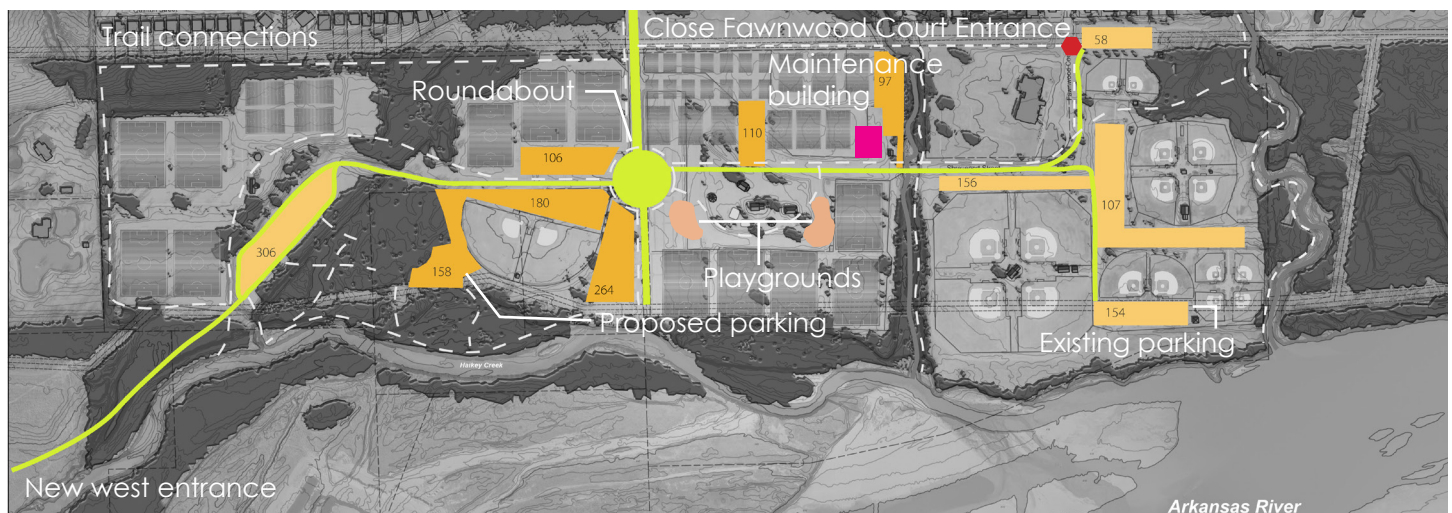 Trail connections
Close Fawnwood Court Entrance
58
Maintenance
building
97
Roundabout
110
106
156
107
180
306
158
264
Playgrounds
154
Proposed parking
Existing parking
Haikey Creek
New west entrance
Arkansas River